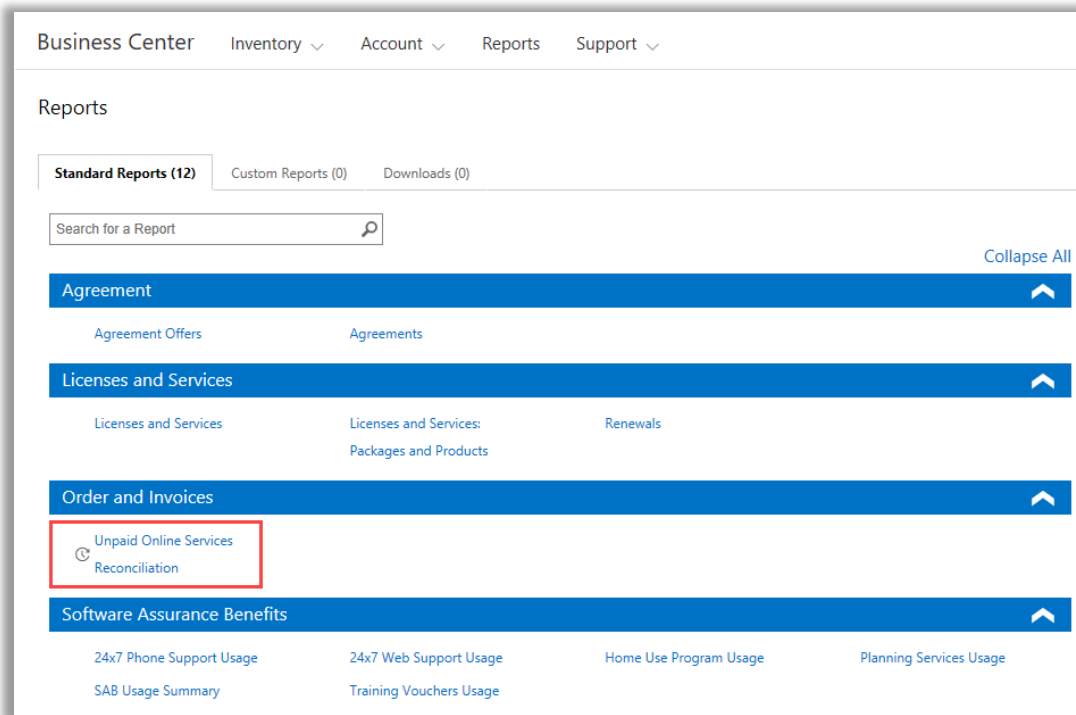 Business Center Inventory Account Reports Support
Reports
Standard Reports (12) Custom Reports (0) Downloads (0)
Search for a Report
Collapse All
Agreement
Agreement Offers Agreements
Licenses and Services
Licenses and Services Licenses and Services: Renewals
Packages and Products
Order and Invoices
Unpaid Online Services
Reconciliation
Software Assurance Benefits
24x7 Phone Support Usage 24x7 Web Support Usage Home Use Program Usage Planning Services Usage
SAB Usage Summary Training Vouchers Usage